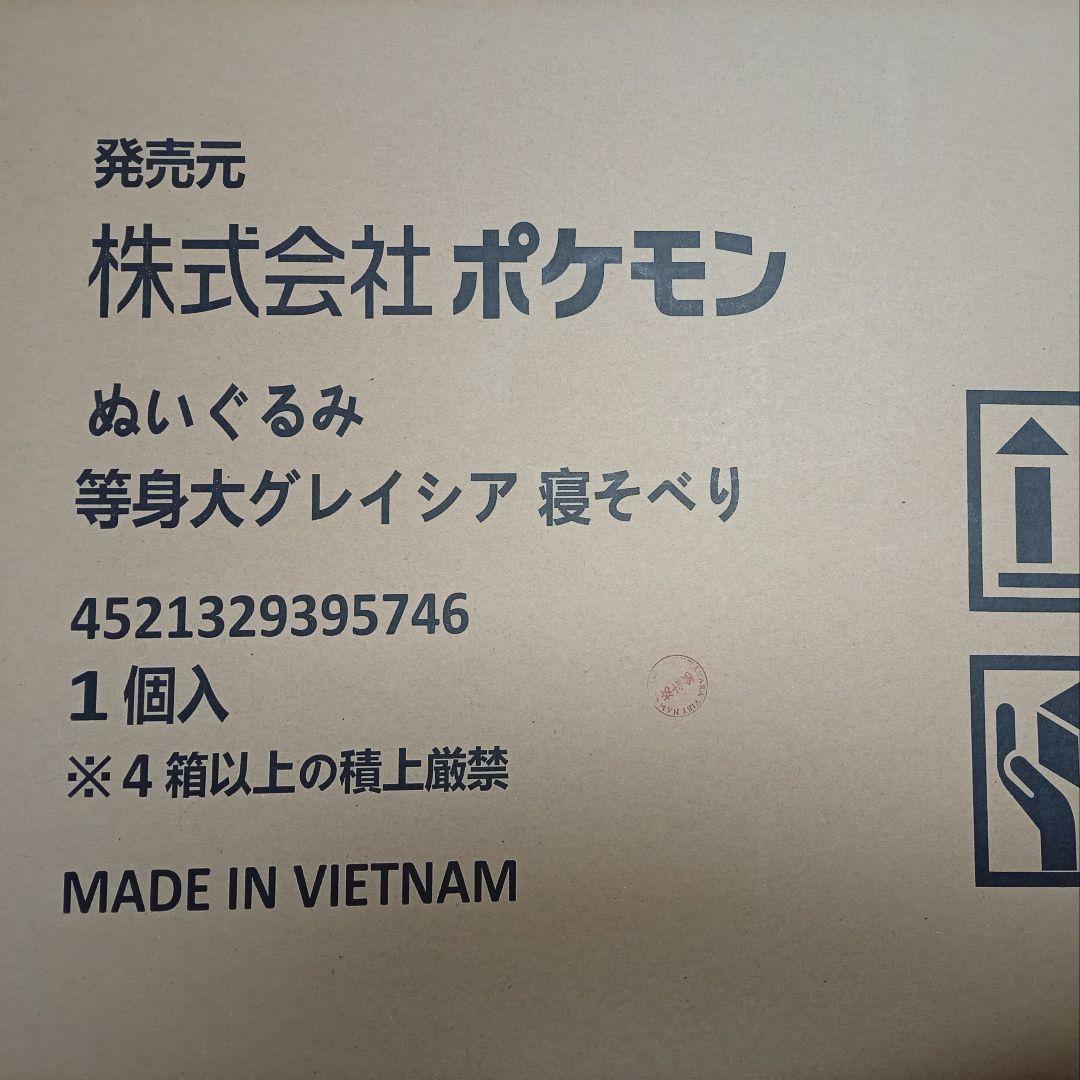 発売元
株式会社ポケモン
ぬいぐるみ
等身大グレイシア 寝そべり
4521329395746
1個入
※4箱以上の積上厳禁
MADE IN VIETNAM
VIET NAM